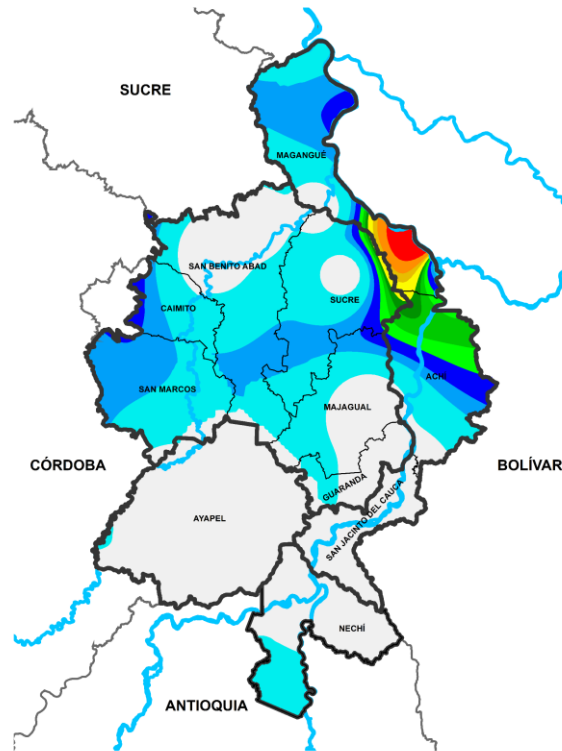 SUCRE
MAGANGUÉ
SAN BENITO ABAD
SUCRE
CAIMITO
ACHÍ
SAN MARCOS
MAJAGUAL
CÓRDOBA
BOLÍVAR
GUARANDA
AYAPEL
SAN JACINTO DEL CAUCA
NECHÍ
ANTIOQUIA